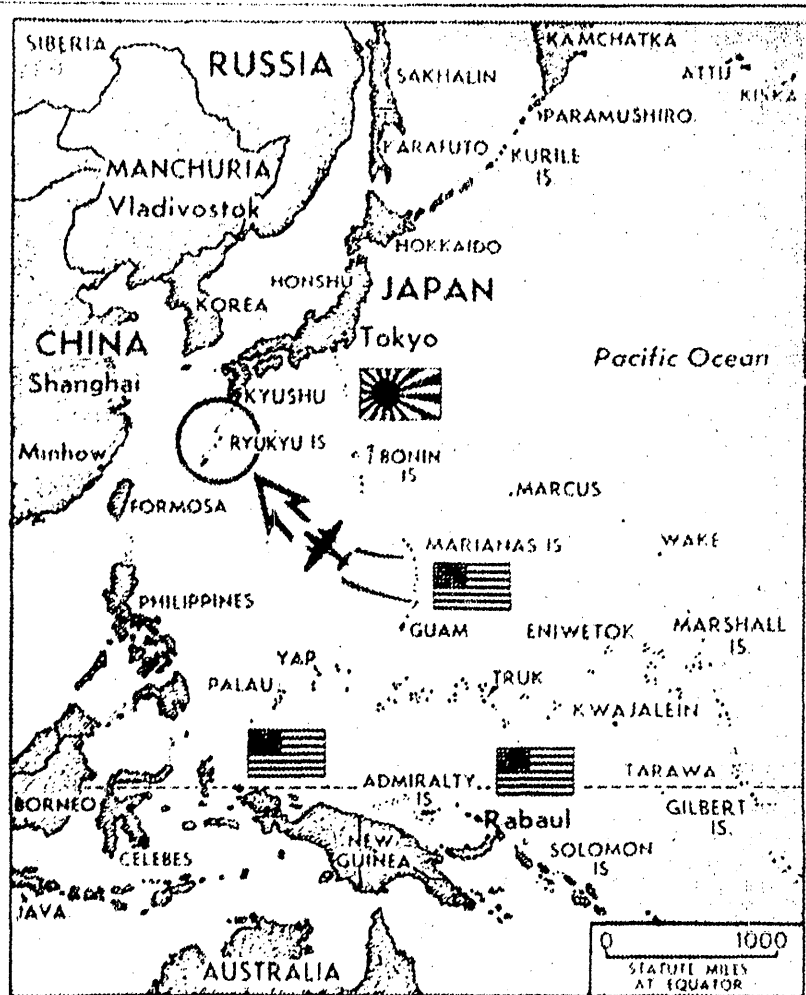 SIBERIA
RUSSIA
KAMCHATKA
ATTU
KISKA
SAKHALIN
PARAMUSHIRO
KARAFUTO
KURILE
IS.
MANCHURIA
Vladivostok
HOKKAIDO
HONSHU
JAPAN
KOREA
CHINA
Tokyo
Pacific Ocean
Shanghai
KYUSHU
RYUKYU IS
Minhow
BONIN
IS
MARCUS
FORMOSA
MARIANAS IS
WAKE
PHILIPPINES
GUAM
ENIWETOK
MARSHALL
IS.
YAP
PALAU
TRUK
KWAJALEIN
TARAWA
ADMIRALTY
IS
BORNEO
GILBERT
IS.
Rabaul
CELEBES
NEW
GUINEA
SOLOMON
IS
JAVA
AUSTRALIA
0 1000
STATUTE MILES
AT EQUATOR